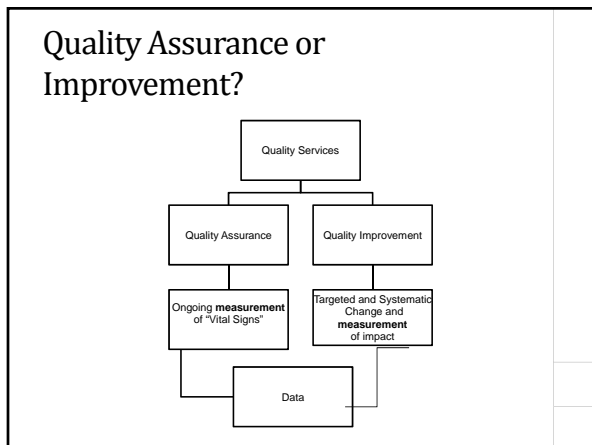 Quality Assurance or
Improvement?
Quality Services
Quality Assurance
Quality Improvement
Ongoing measurement
of “Vital Signs”
Targeted and Systematic
Change and
measurement
of impact
Data